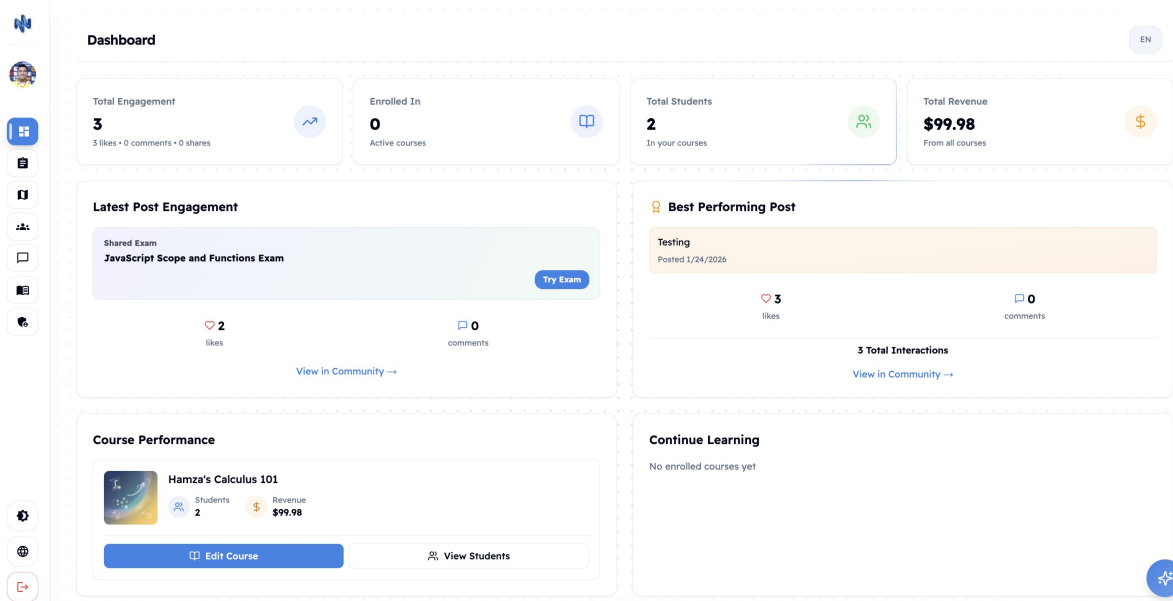 Dashboard
EN
Total Engagement
3
3 likes • 0 comments • 0 shares
Enrolled In
0
Active courses
Total Students
2
In your courses
Total Revenue
$99.98
From all courses
Latest Post Engagement
Shared Exam
JavaScript Scope and Functions Exam
Try Exam
2
likes
0
comments
View in Community →
Best Performing Post
Testing
Posted 1/24/2026
3
likes
0
comments
3 Total Interactions
View in Community →
Course Performance
Hamza's Calculus 101
Students
2
Revenue
$99.98
Edit Course
View Students
Continue Learning
No enrolled courses yet